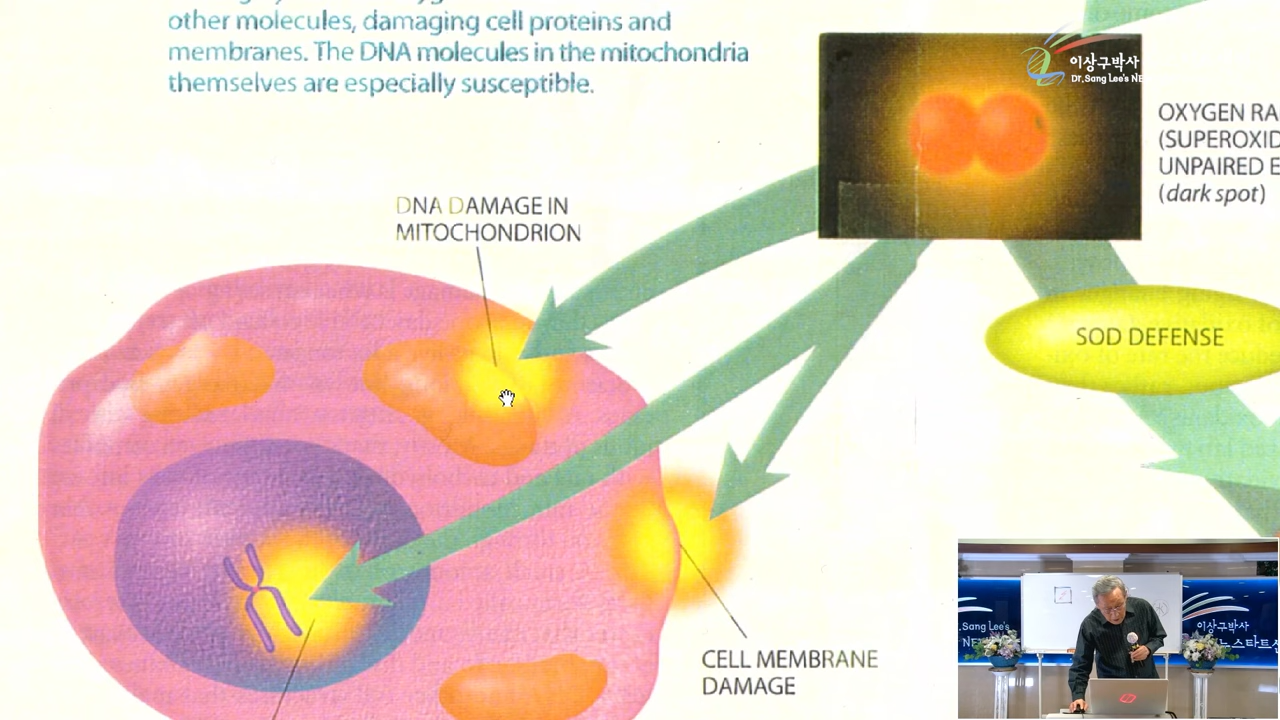 other molecules, damaging cell proteins and
membranes. The DNA molecules in the mitochondria
themselves are especially susceptible.
이상구박사
Dr.Sang Lee's NE
OXYGEN RA
(SUPEROXID
UNPAIRED E
(dark spot)
DNA DAMAGE IN
MITOCHONDRION
SOD DEFENSE
CELL MEMBRANE
DAMAGE
.Sang Lee's
NE
이상구박사
뉴스타트